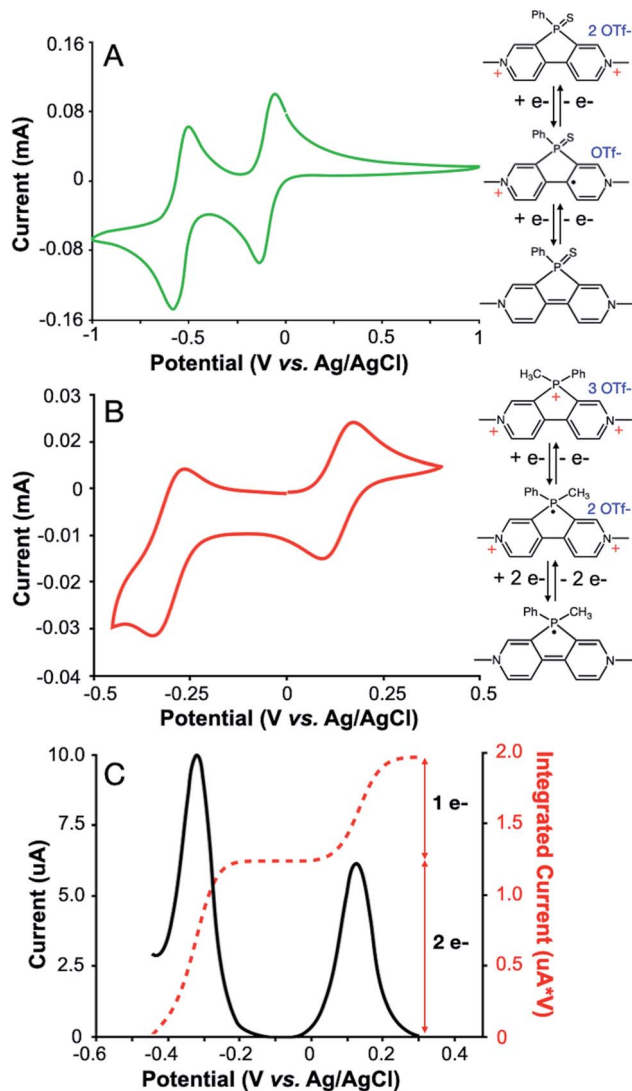 A
0.16
0.08
0
-0.08
-0.16
Current (mA)
-1
-0.5
0
0.5
1
Potential (V vs. Ag/AgCl)
Ph
S
P
2 OTf-
N
N
+
+
+ e-
- e-
Ph
S
P
OTf-
N
N
+
+ e-
- e-
Ph
S
P
N
N
B
0.03
0.02
0
-0.01
-0.03
-0.04
Current (mA)
-0.5
-0.25
0
0.25
0.5
Potential (V vs. Ag/AgCl)
H3C
Ph
P
+
3 OTf-
N
N
+
+
+ e-
- e-
Ph
CH3
P
2 OTf-
N
N
+
+
+ 2 e-
- 2 e-
Ph
CH3
P
N
N
C
10.0
7.5
5.0
2.5
0
Current (uA)
2.0
1.5
1.0
0.5
0
Integrated Current (uA*V)
1 e-
2 e-
-0.6
-0.4
-0.2
0
0.2
0.4
Potential (V vs. Ag/AgCl)